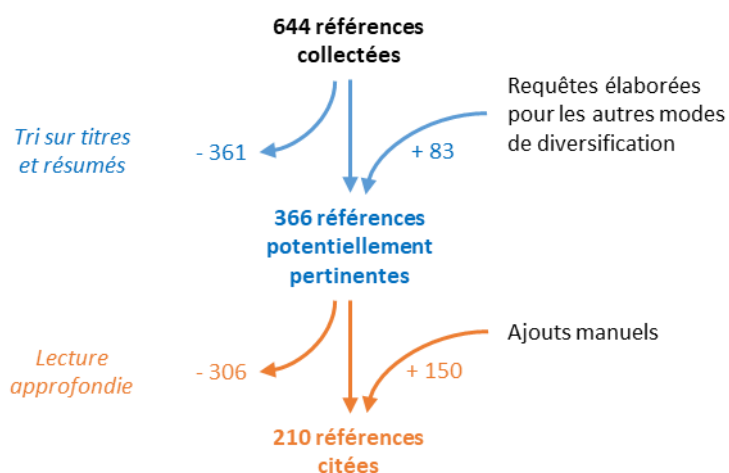 644 références
collectées
Requêtes élaborées
pour les autres modes
de diversification
Tri sur titres
et résumés
- 361
+ 83
366 références
potentiellement
pertinentes
Ajouts manuels
Lecture
approfondie
- 306
+ 150
210 références
citées